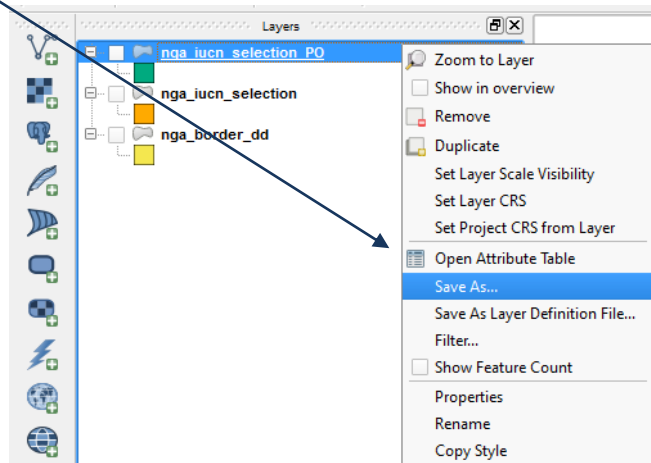 Layers
nga_iucn_selection_PO
nga_iucn_selection
nga_border_dd
Zoom to Layer
Show in overview
Remove
Duplicate
Set Layer Scale Visibility
Set Layer CRS
Set Project CRS from Layer
Open Attribute Table
Save As...
Save As Layer Definition File...
Filter...
Show Feature Count
Properties
Rename
Copy Style